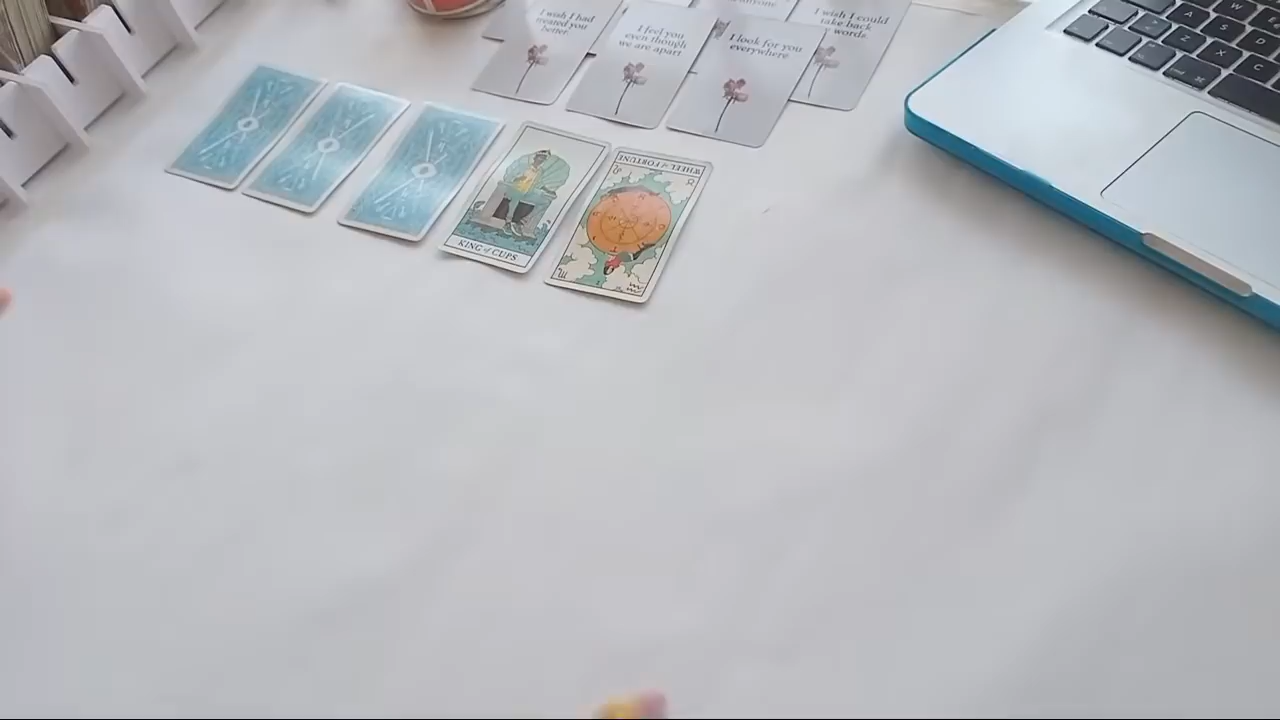 I wish I had
treated you
better.
I feel you
even though
we are apart
I look for you
everywhere
anyone
I wish I could
take back
words
KING of CUPS
WHEEL of FORTUNE
W
E
A
S
D
F
Z
X
C